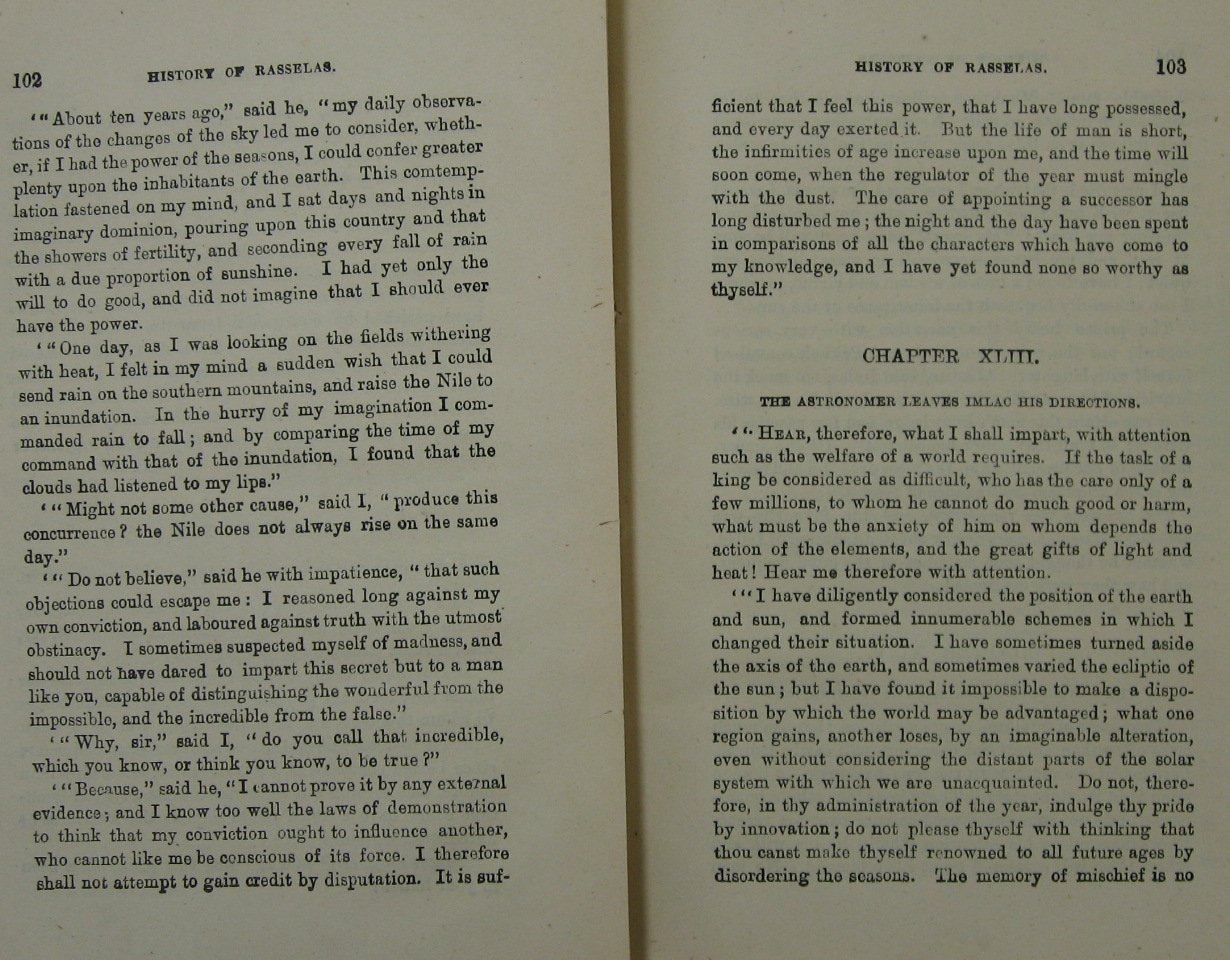 102 HISTORY OF RASSELAS.
‘“About ten years ago,” said he, “my daily observa-
tions of the changes of the sky led me to consider, wheth-
er, if I had the power of the seasons, I could confer greater
plenty upon the inhabitants of the earth. This comtemp-
lation fastened on my mind, and I sat days and nights in
imaginary dominion, pouring upon this country and that
the showers of fertility, and seconding every fall of rain
with a due proportion of sunshine. I had yet only the
will to do good, and did not imagine that I should ever
have the power.
‘“One day, as I was looking on the fields withering
with heat, I felt in my mind a sudden wish that I could
send rain on the southern mountains, and raise the Nile to
an inundation. In the hurry of my imagination I com-
manded rain to fall; and by comparing the time of my
command with that of the inundation, I found that the
clouds had listened to my lips.”
‘“Might not some other cause,” said I, “produce this
concurrence? the Nile does not always rise on the same
day.”
‘“Do not believe,” said he with impatience, “that such
objections could escape me: I reasoned long against my
own conviction, and laboured against truth with the utmost
obstinacy. I sometimes suspected myself of madness, and
should not have dared to impart this secret but to a man
like you, capable of distinguishing the wonderful from the
impossible, and the incredible from the false.”
‘“Why, sir,” said I, “do you call that incredible,
which you know, or think you know, to be true?”
‘“Because,” said he, “I cannot prove it by any external
evidence; and I know too well the laws of demonstration
to think that my conviction ought to influence another,
who cannot like me be conscious of its force. I therefore
shall not attempt to gain credit by disputation. It is suf-
HISTORY OF RASSELAS. 103
ficient that I feel this power, that I have long possessed,
and every day exerted it. But the life of man is short,
the infirmities of age increase upon me, and the time will
soon come, when the regulator of the year must mingle
with the dust. The care of appointing a successor has
long disturbed me; the night and the day have been spent
in comparisons of all the characters which have come to
my knowledge, and I have yet found none so worthy as
thyself.”
CHAPTER XLIII.
THE ASTRONOMER LEAVES IMLAC HIS DIRECTIONS.
‘“HEAR, therefore, what I shall impart, with attention
such as the welfare of a world requires. If the task of a
king be considered as difficult, who has the care only of a
few millions, to whom he cannot do much good or harm,
what must be the anxiety of him on whom depends the
action of the elements, and the great gifts of light and
heat! Hear me therefore with attention.
‘“I have diligently considered the position of the earth
and sun, and formed innumerable schemes in which I
changed their situation. I have sometimes turned aside
the axis of the earth, and sometimes varied the ecliptic of
the sun; but I have found it impossible to make a dispo-
sition by which the world may be advantaged; what one
region gains, another loses, by an imaginable alteration,
even without considering the distant parts of the solar
system with which we are unacquainted. Do not, there-
fore, in thy administration of the year, indulge thy pride
by innovation; do not please thyself with thinking that
thou canst make thyself renowned to all future ages by
disordering the seasons. The memory of mischief is no